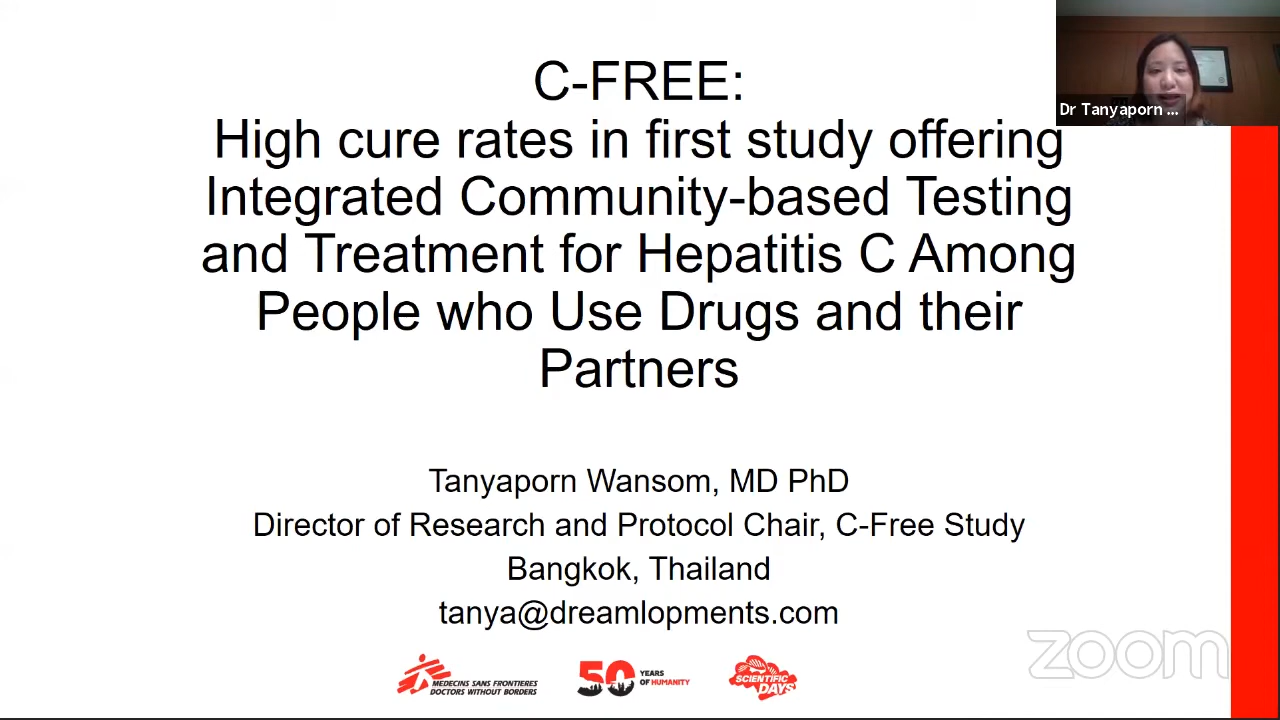 C-FREE:
High cure rates in first study offering
Integrated Community-based Testing
and Treatment for Hepatitis C Among
People who Use Drugs and their
Partners
Dr Tanyaporn ...
Tanyaporn Wansom, MD PhD
Director of Research and Protocol Chair, C-Free Study
Bangkok, Thailand
tanya@dreamlopments.com
MEDECINS SANS FRONTIERES
DOCTORS WITHOUT BORDERS
50 YEARS
OF HUMANITY
SCIENTIFIC
DAYS
zoom